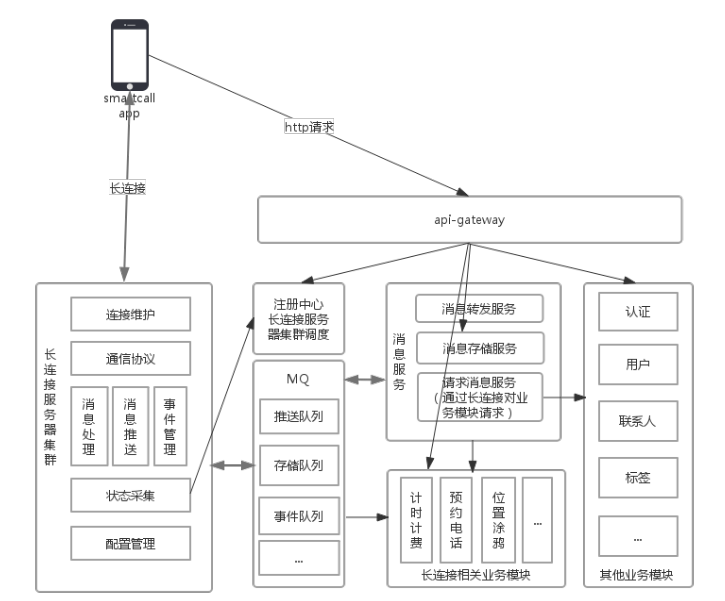 smartcall
app
http请求
长连接
api-gateway
长连接服务器集群
连接维护
通信协议
消息处理
消息推送
事件管理
状态采集
配置管理
注册中心
长连接服务
器集群调度
MQ
推送队列
存储队列
事件队列
...
消息服务
消息转发服务
消息存储服务
请求消息服务
（通过长连接对业
务模块请求）
计时计费
预约电话
位置涂鸦
...
长连接相关业务模块
认证
用户
联系人
标签
...
其他业务模块